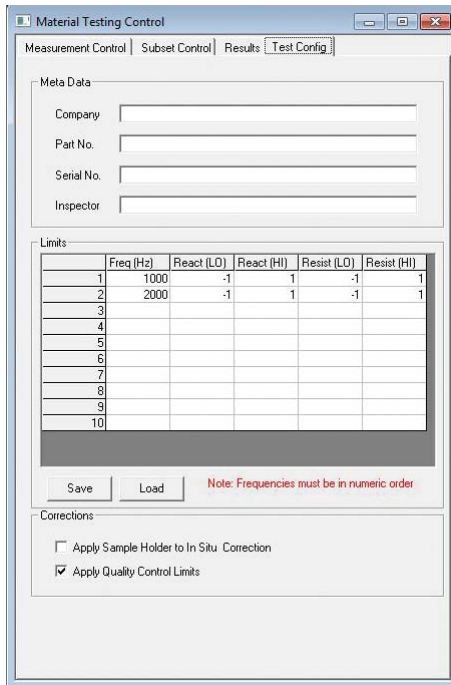 Material Testing Control
Measurement Control Subset Control Results Test Config
Meta Data
Company
Part No.
Serial No.
Inspector
Limits
Freq (Hz) React (LO) React (HI) Resist (LO) Resist (HI)
1 1000 -1 1 -1 1
2 2000 -1 1 -1 1
3
4
5
6
7
8
9
10
Save Load Note: Frequencies must be in numeric order
Corrections
Apply Sample Holder to In Situ Correction
Apply Quality Control Limits